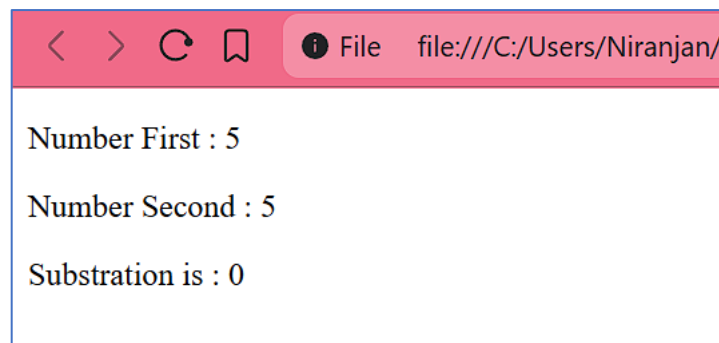 File file:///C:/Users/Niranjan/
Number First : 5
Number Second : 5
Substration is : 0